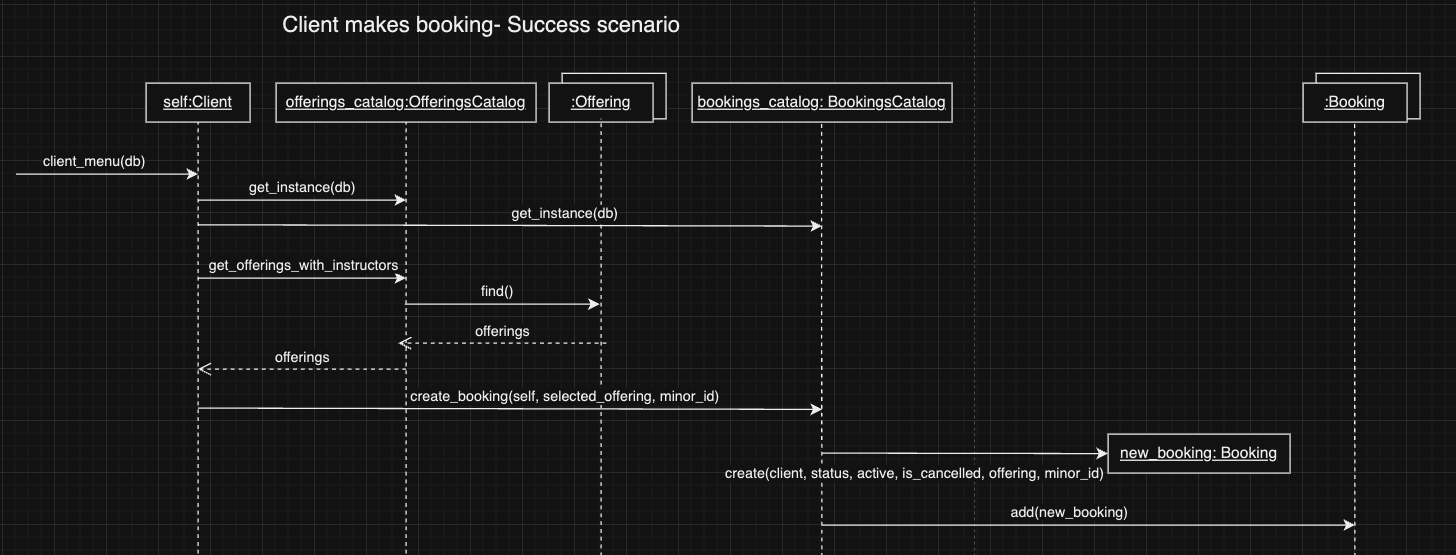 Client makes booking- Success scenario
self:Client
offerings_catalog:OfferingsCatalog
:Offering
bookings_catalog: BookingsCatalog
:Booking
client_menu(db)
get_instance(db)
get_instance(db)
get_offerings_with_instructors
find()
offerings
offerings
create_booking(self, selected_offering, minor_id)
new_booking: Booking
create(client, status, active, is_cancelled, offering, minor_id)
add(new_booking)